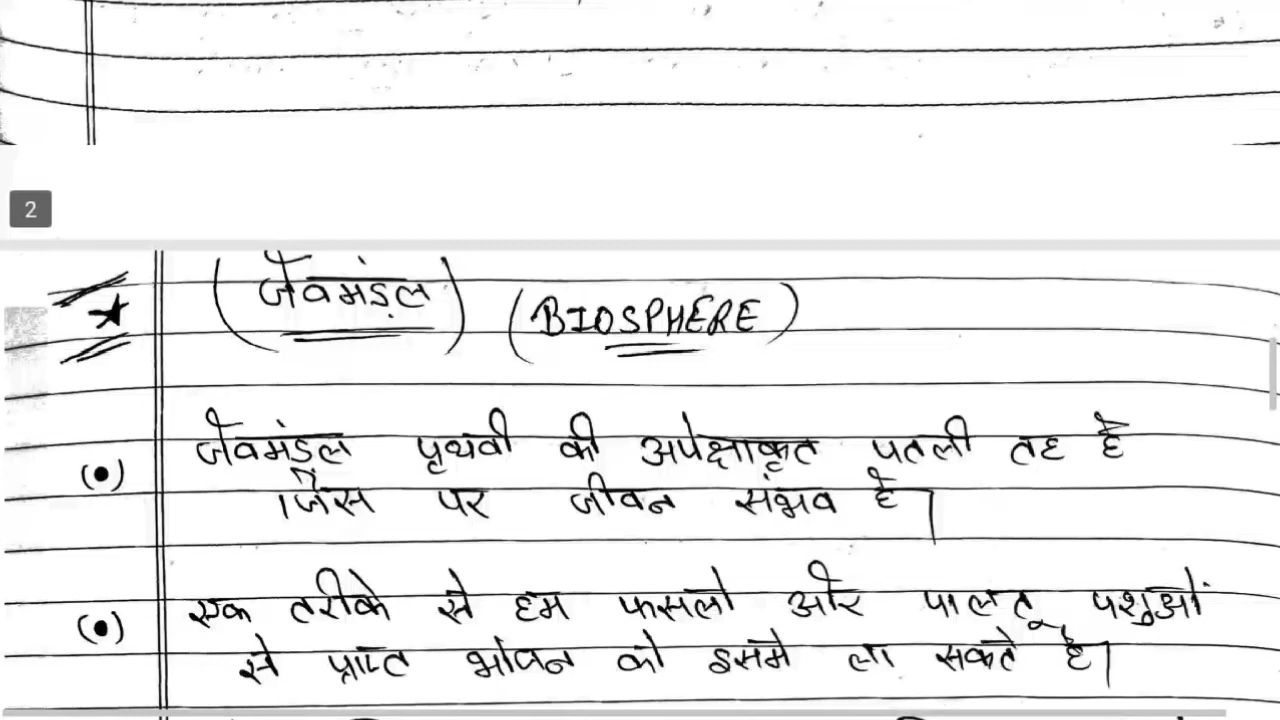 2
(जैवमंडल) (BIOSPHERE)
(•) जैवमंडल पृथवी की अपेक्षाकृत पतली तह है
जिस पर जीवन संभव है।
(•) एक तरीके से हम फसलो और पालतू पशुओं
से प्राप्त भोजन को इसमे ला सकते है।